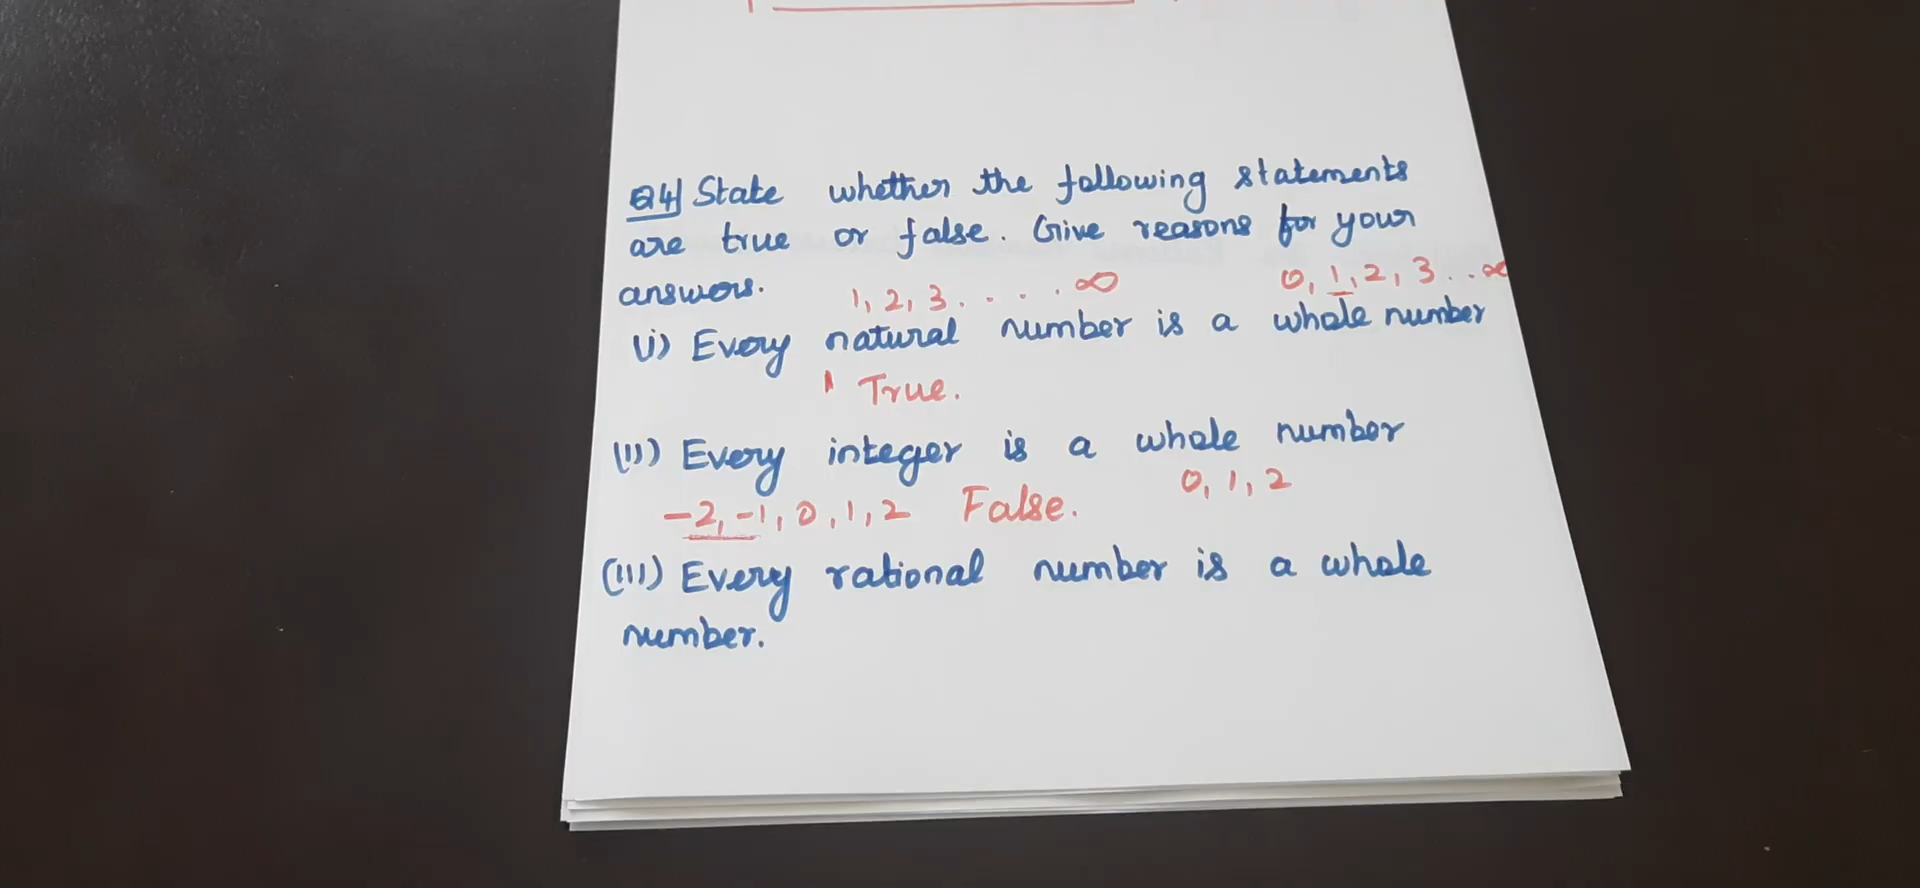 Q4) State whether the following statements
are true or false. Give reasons for your
answers.
1, 2, 3 . . . . ∞
0, 1, 2, 3 . . ∞
(i) Every natural number is a whole number
True.
(ii) Every integer is a whole number
0, 1, 2
-2, -1, 0, 1, 2 False.
(iii) Every rational number is a whole
number.